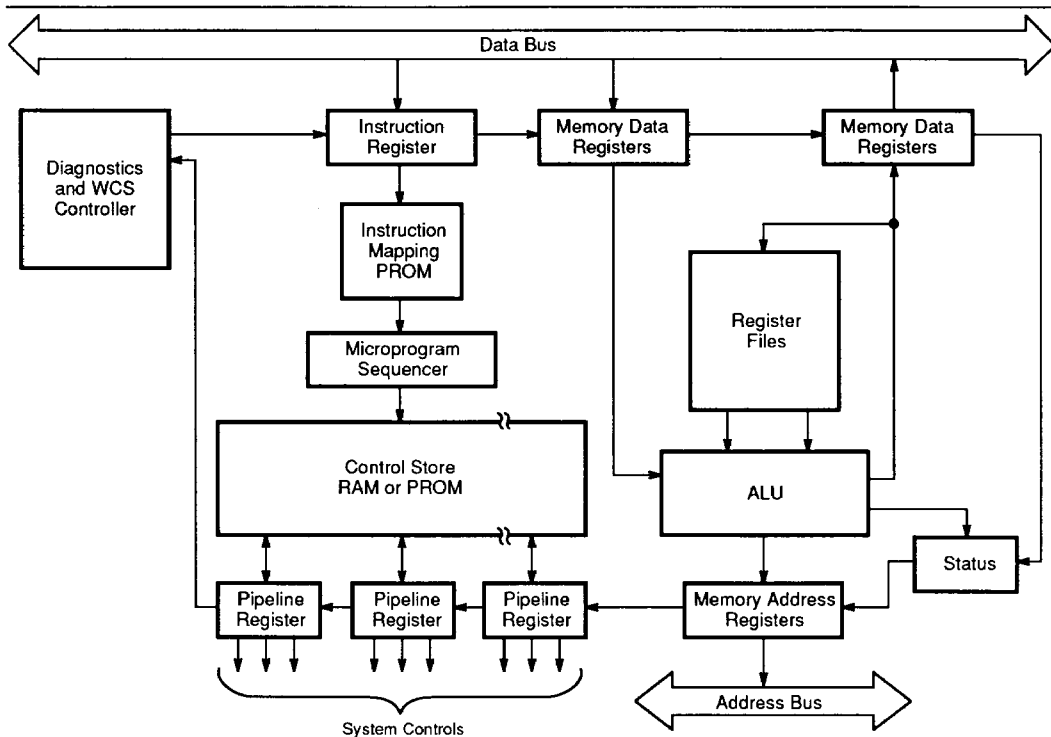 Data Bus
Instruction
Register
Memory Data
Registers
Memory Data
Registers
Diagnostics
and WCS
Controller
Instruction
Mapping
PROM
Register
Files
Microprogram
Sequencer
Control Store
RAM or PROM
ALU
Status
Pipeline
Register
Pipeline
Register
Pipeline
Register
Memory Address
Registers
Address Bus
System Controls